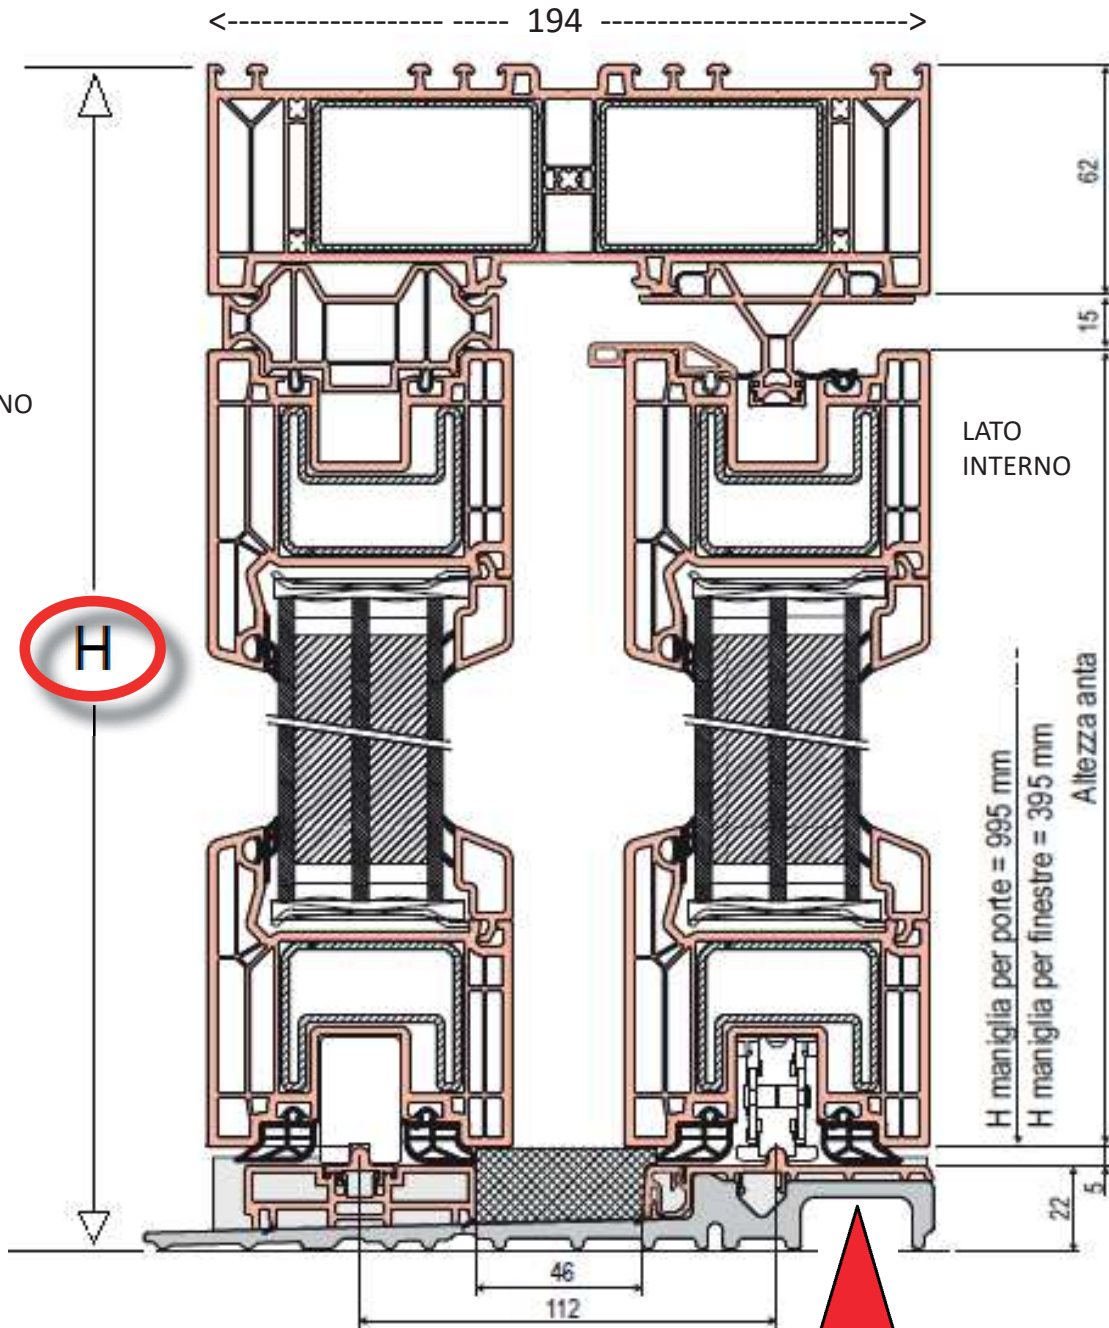 <------------------- ----- 194 -------------------------->
62
15
NO
LATO
INTERNO
H
H maniglia per porte = 995 mm
H maniglia per finestre = 395 mm
Altezza anta
5
22
46
112